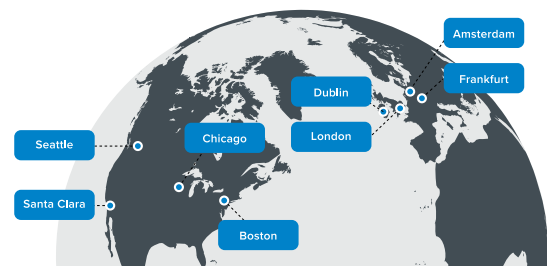 Amsterdam
Frankfurt
Dublin
London
Chicago
Seattle
Santa Clara
Boston